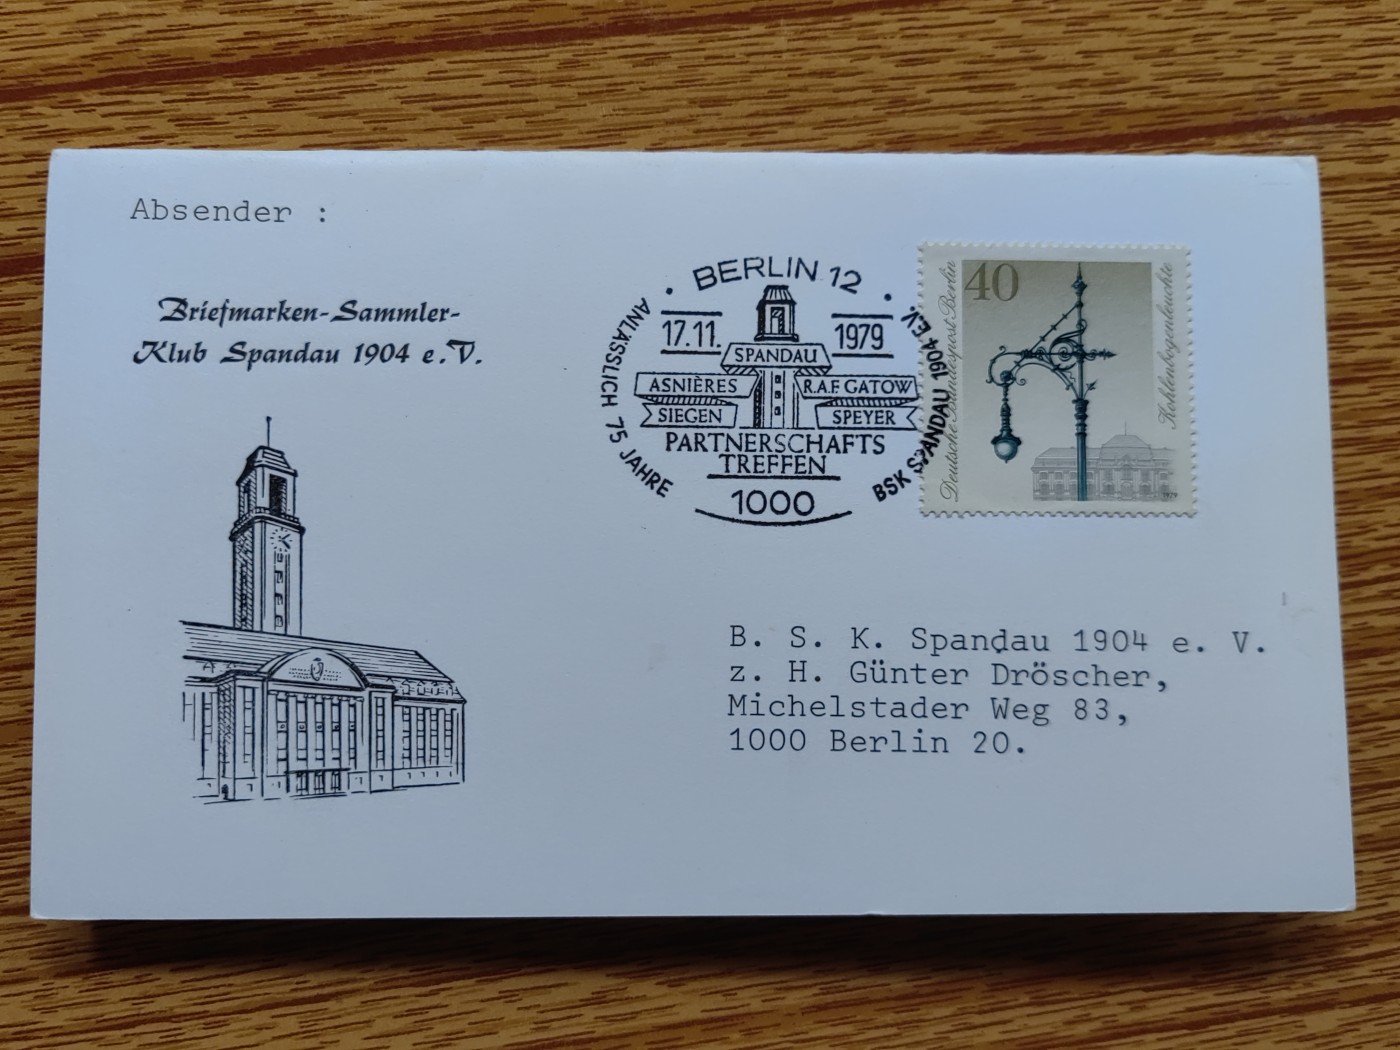 Absender :
Briefmarken-Sammler-
Klub Spandau 1904 e.V.
BERLIN 12
17.11. 1979
SPANDAU
ASNIÈRES R.A.F. GATOW
SIEGEN SPEYER
PARTNERSCHAFTS
TREFFEN
1000
ANLÄSSLICH 75 JAHRE BSK SPANDAU 1904 E.V.
40
Deutsche Bundespost Berlin
Kohlenbogenleuchte
1979
B. S. K. Spandau 1904 e. V.
z. H. Günter Dröscher,
Michelstader Weg 83,
1000 Berlin 20.